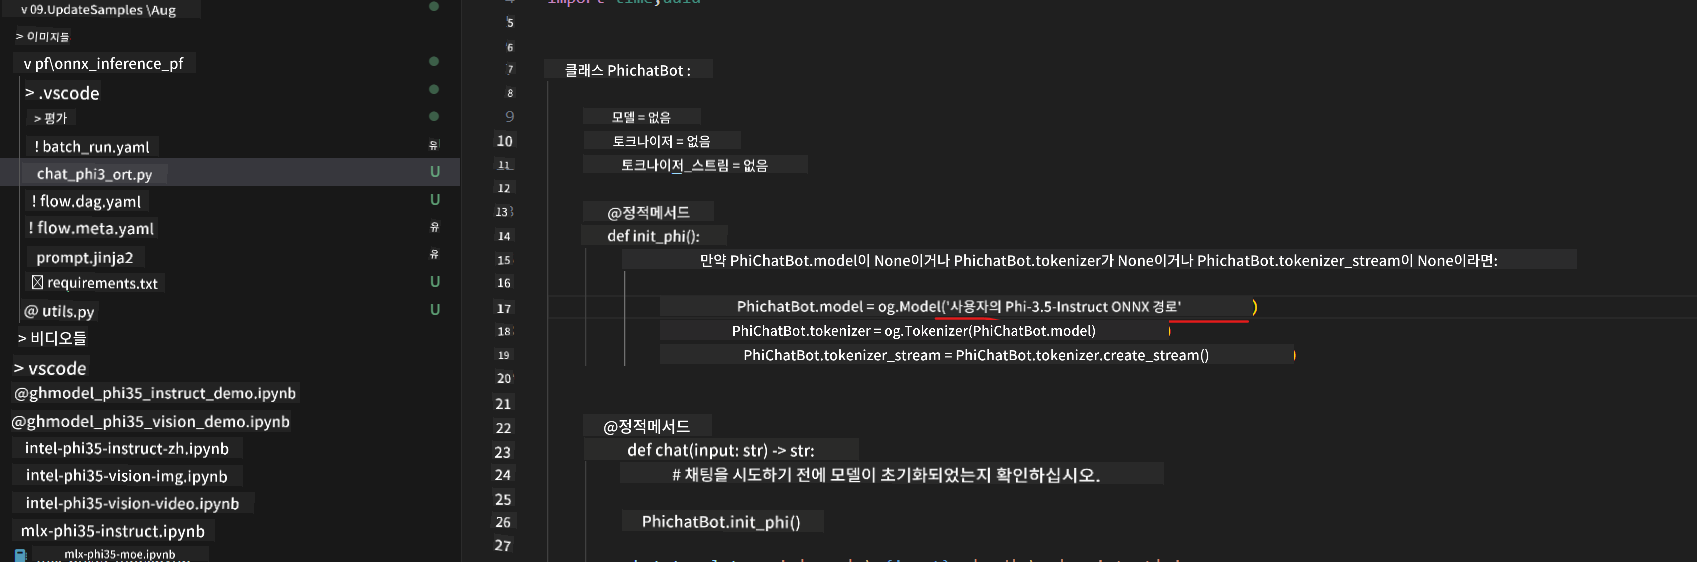 v 09.UpdateSamples \Aug
> 이미지들
v pf\onnx_inference_pf
> .vscode
> 평가
! batch_run.yaml 유
chat_phi3_ort.py U
! flow.dag.yaml U
! flow.meta.yaml 유
prompt.jinja2 유
requirements.txt U
@ utils.py U
> 비디오들
> vscode
@ghmodel_phi35_instruct_demo.ipynb
@ghmodel_phi35_vision_demo.ipynb
intel-phi35-instruct-zh.ipynb
intel-phi35-vision-img.ipynb
intel-phi35-vision-video.ipynb
mlx-phi35-instruct.ipynb
mlx-phi35-moe.ipynb
4 import time,uuid
5
6
7 클래스 PhichatBot :
8
9 모델 = 없음
10 토크나이저 = 없음
11 토크나이저_스트림 = 없음
12
13 @정적메서드
14 def init_phi():
15 만약 PhiChatBot.model이 None이거나 PhichatBot.tokenizer가 None이거나 PhichatBot.tokenizer_stream이 None이라면:
16
17 PhichatBot.model = og.Model('사용자의 Phi-3.5-Instruct ONNX 경로' )
18 PhiChatBot.tokenizer = og.Tokenizer(PhiChatBot.model) )
19 PhiChatBot.tokenizer_stream = PhiChatBot.tokenizer.create_stream() )
20
21
22 @정적메서드
23 def chat(input: str) -> str:
24 # 채팅을 시도하기 전에 모델이 초기화되었는지 확인하십시오.
25
26 PhichatBot.init_phi()
27